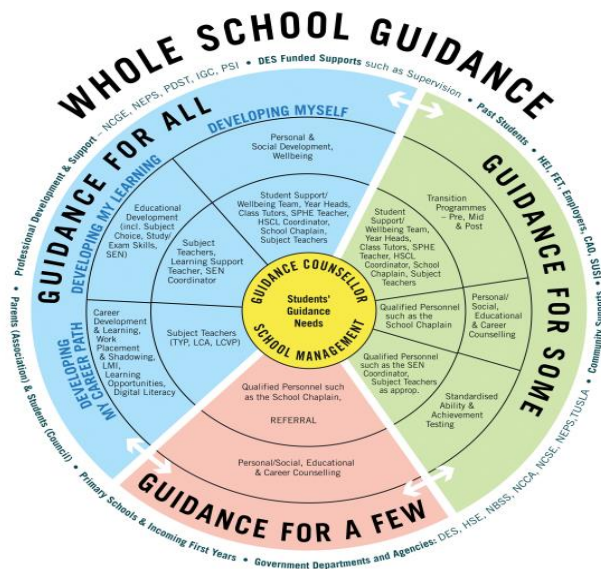 WHOLE SCHOOL GUIDANCE
Professional Development & Support – NCGE, NEPS, PDST, IGC, PSI • DES Funded Supports such as Supervision • Past Students • HEI, FET, Employers, CAO, SUSI • Community Supports
• Parents (Association) & Students (Council) • Primary Schools & Incoming First Years • Government Departments and Agencies: DES, HSE, NBSS, NCCA, NCSE, NEPS, TUSLA
GUIDANCE FOR ALL
DEVELOPING MYSELF
Personal &
Social Development,
Wellbeing
Student Support/
Wellbeing Team, Year Heads,
Class Tutors, SPHE Teacher,
HSCL Coordinator,
School Chaplain,
Subject Teachers
DEVELOPING MY LEARNING
Educational
Development
(incl. Subject
Choice, Study/
Exam Skills,
SEN)
Subject
Teachers,
Learning Support
Teacher, SEN
Coordinator
DEVELOPING
MY CAREER PATH
Career
Development
& Learning,
Work
Placement
& Shadowing,
LMI,
Learning
Opportunities,
Digital Literacy
Subject Teachers
(TYP, LCA, LCVP)
GUIDANCE COUNSELLOR
Students'
Guidance
Needs
SCHOOL MANAGEMENT
GUIDANCE FOR SOME
Transition
Programmes
– Pre, Mid
& Post
Student
Support/
Wellbeing Team,
Year Heads,
Class Tutors, SPHE
Teacher, HSCL
Coordinator, School
Chaplain, Subject
Teachers
Qualified Personnel
such as the
School Chaplain
Personal/
Social,
Educational
& Career
Counselling
Qualified Personnel
such as the SEN
Coordinator,
Subject Teachers
as approp.
Standardised
Ability &
Achievement
Testing
Qualified Personnel such
as the School Chaplain,
REFERRAL
Personal/Social, Educational
& Career Counselling
GUIDANCE FOR A FEW